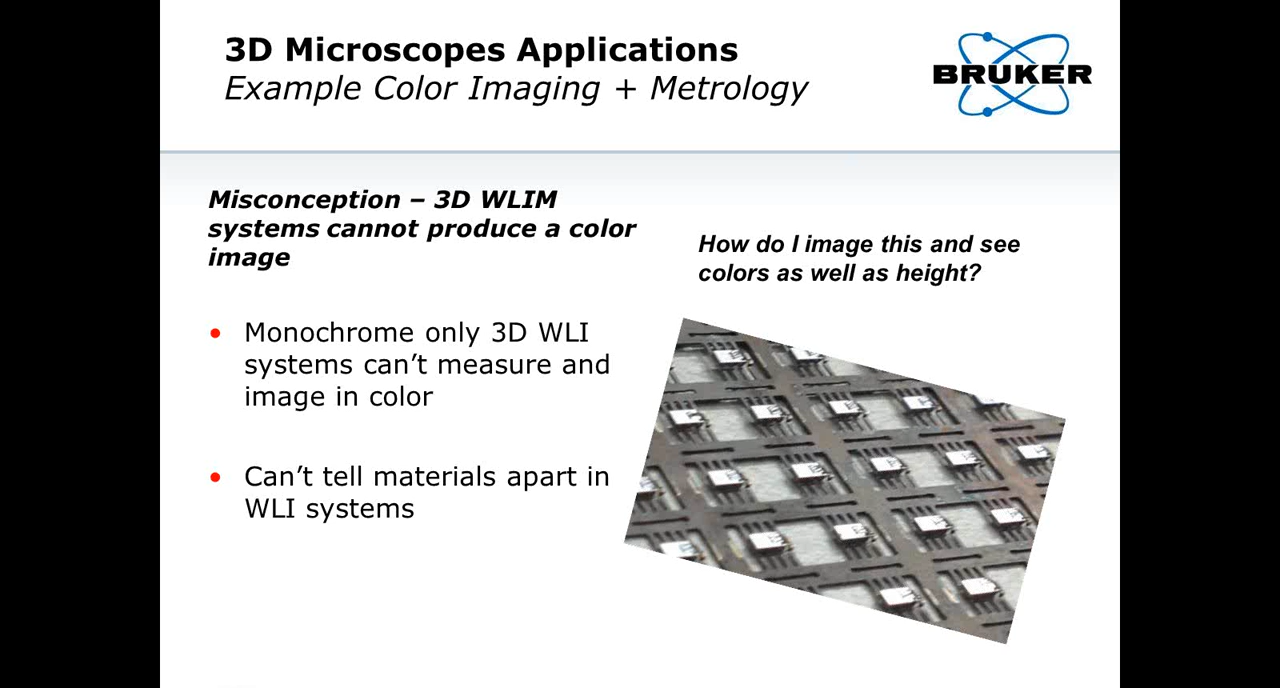 3D Microscopes Applications
Example Color Imaging + Metrology
BRUKER
Misconception – 3D WLIM
systems cannot produce a color
image
How do I image this and see
colors as well as height?
• Monochrome only 3D WLI
systems can’t measure and
image in color
• Can’t tell materials apart in
WLI systems